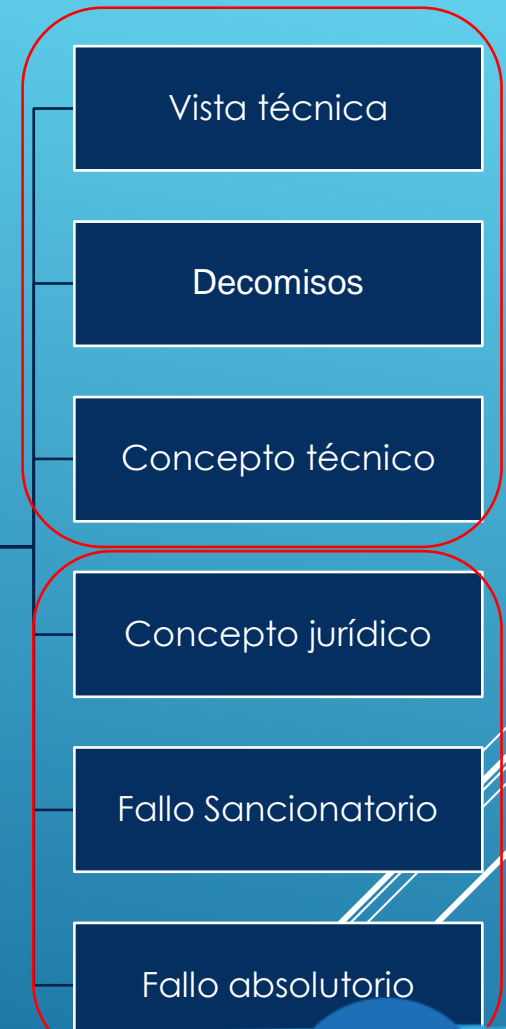 Vista técnica
Decomisos
Concepto técnico
Concepto jurídico
Fallo Sancionatorio
Fallo absolutorio